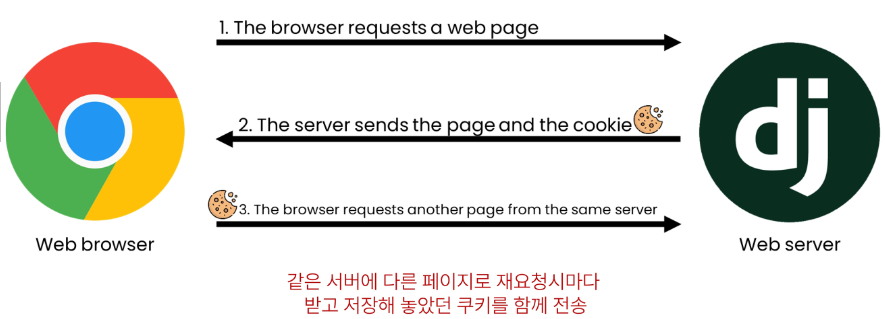 1. The browser requests a web page
2. The server sends the page and the cookie
3. The browser requests another page from the same server
dj
Web browser
Web server
같은 서버에 다른 페이지로 재요청시마다
받고 저장해 놓았던 쿠키를 함께 전송